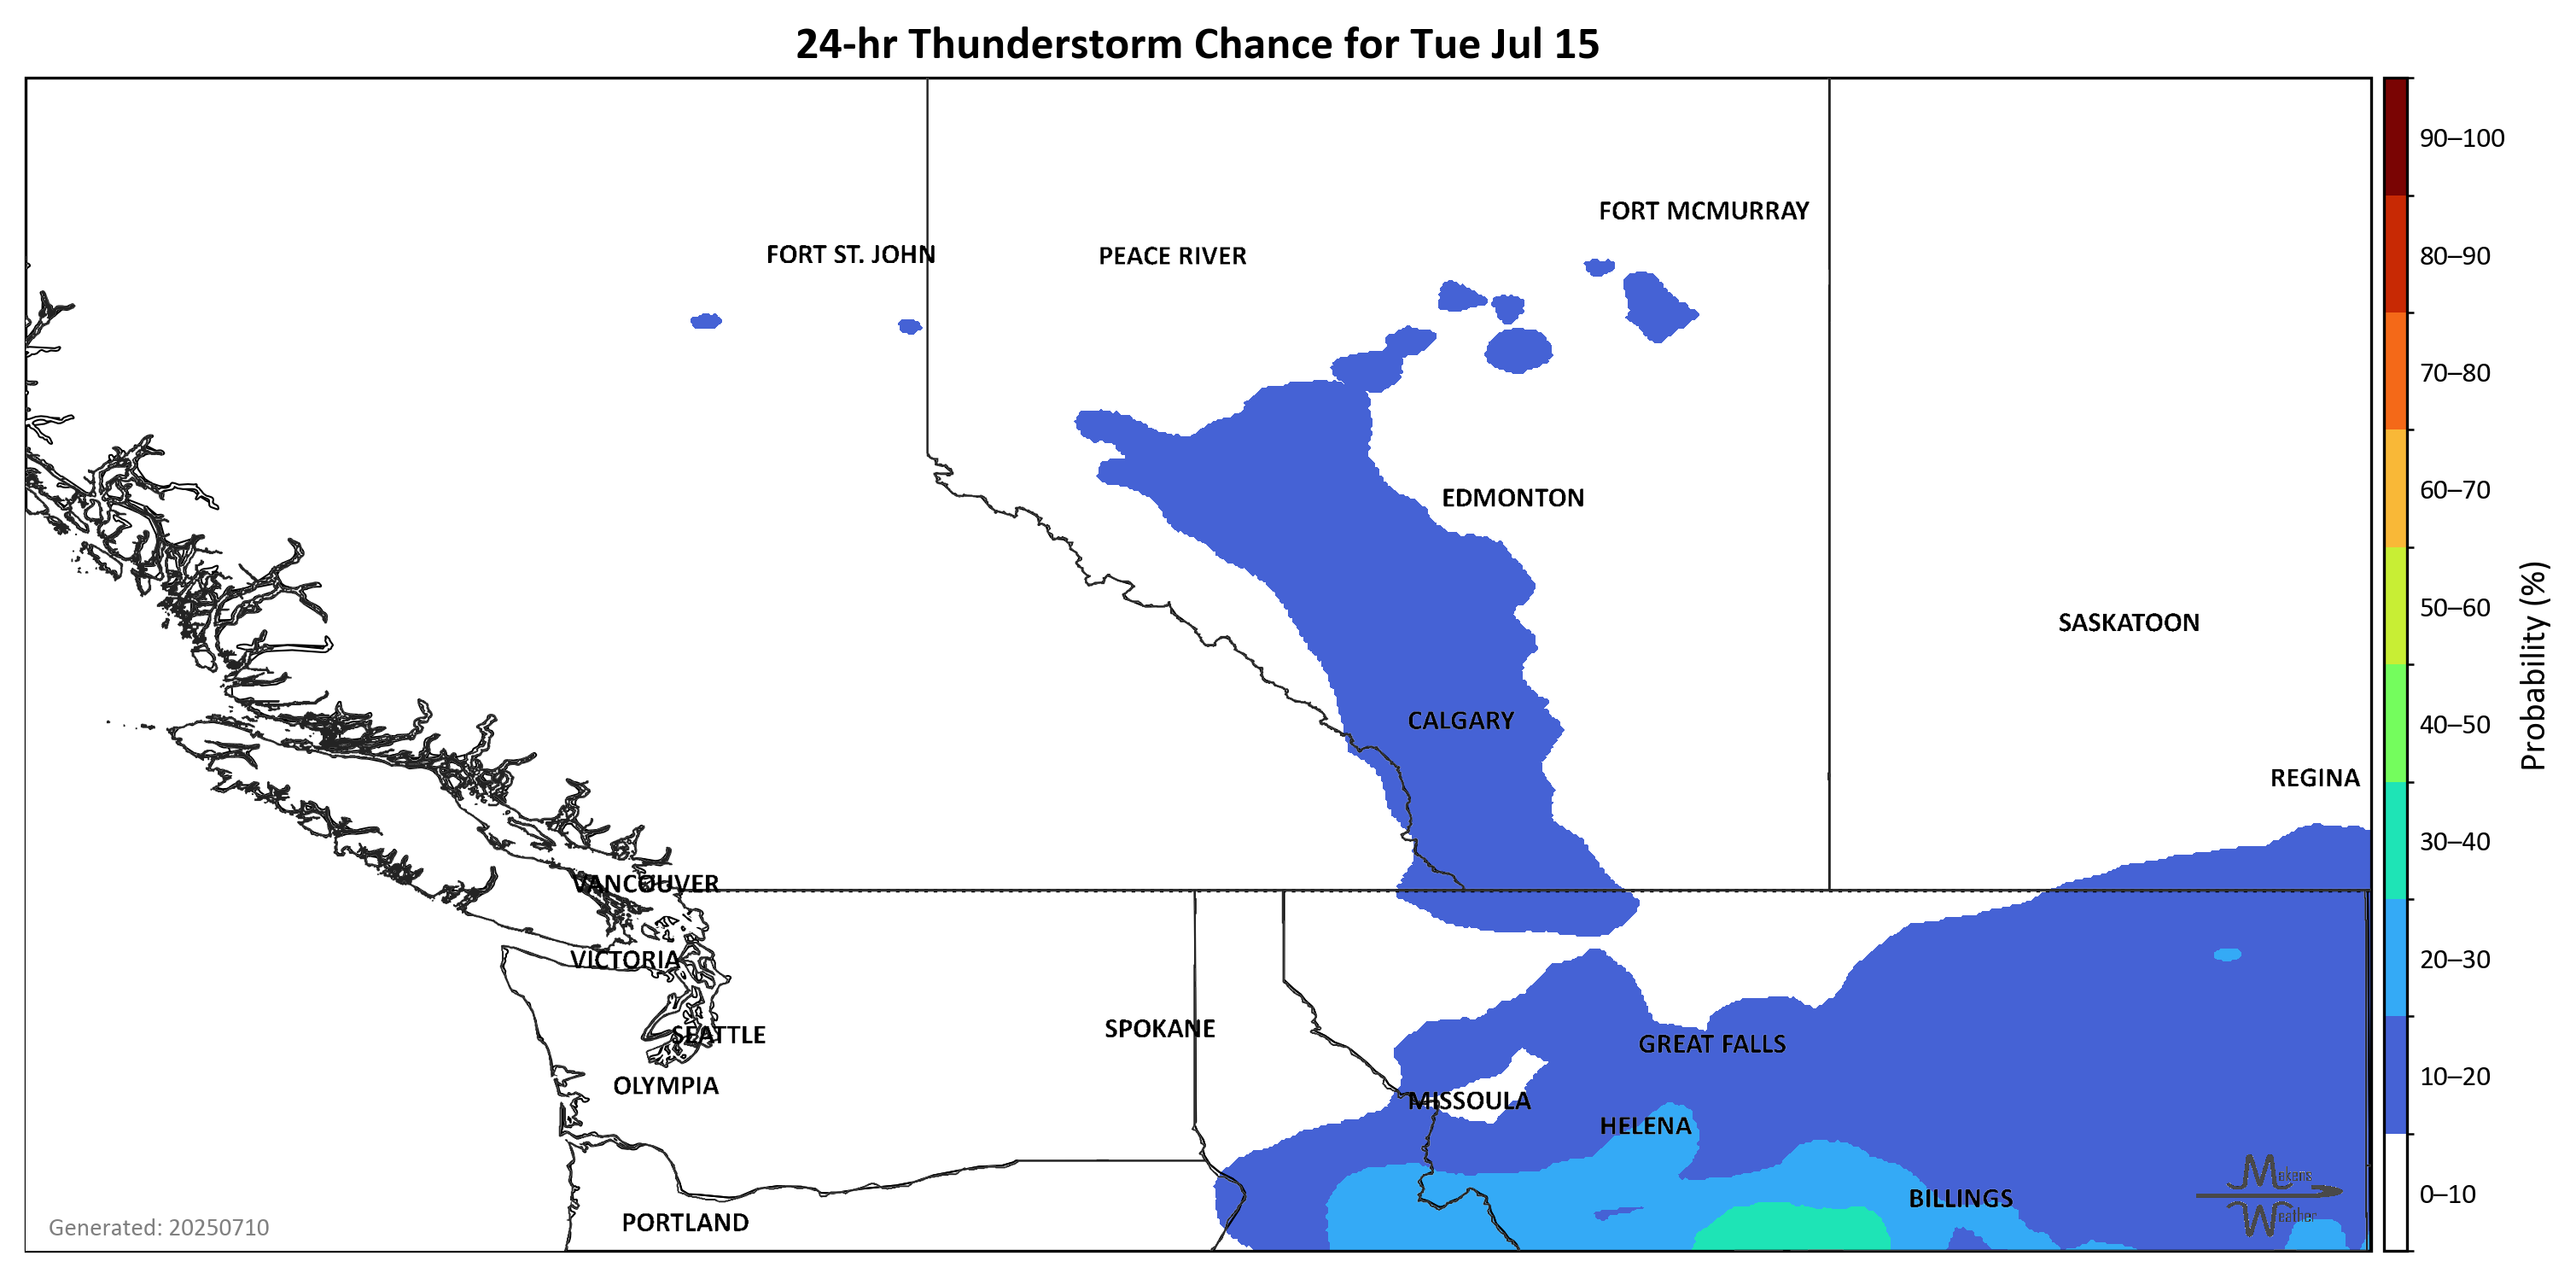 24-hr Thunderstorm Chance for Tue Jul 15
90–100
FORT MCMURRAY
FORT ST. JOHN
PEACE RIVER
80–90
70–80
60–70
EDMONTON
50–60
SASKATOON
Probability (%)
CALGARY
40–50
REGINA
30–40
VANCOUVER
VICTORIA
20–30
SPOKANE
SEATTLE
GREAT FALLS
10–20
OLYMPIA
MISSOULA
HELENA
Mekens
0–10
BILLINGS
Weather
PORTLAND
Generated: 20250710